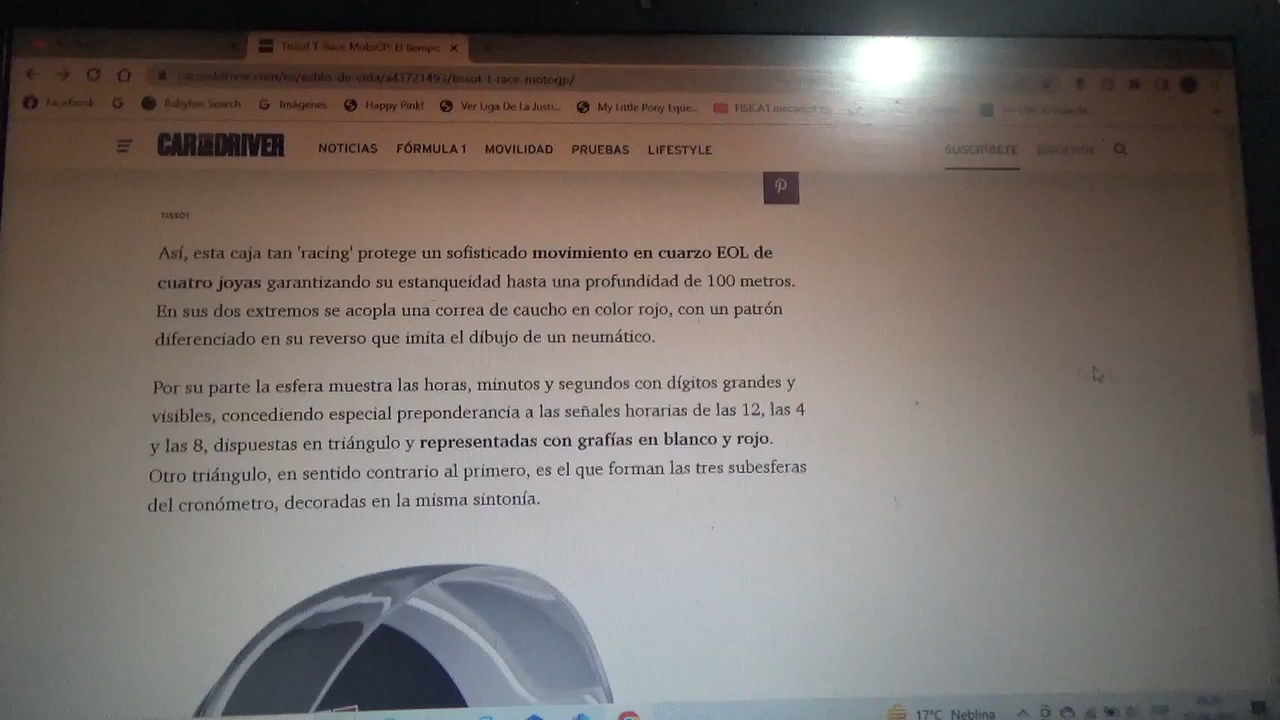 Tissot T-Race MotoGP: El tiempo
caranddriver.com/es/estilo-de-vida/a43721493/tissot-t-race-motogp/
Facebook
Babylon Search
Imágenes
Happy Pink!
Ver Liga De La Justi...
My Little Pony Eque...
FISICA1
CAR AND DRIVER
NOTICIAS
FÓRMULA 1
MOVILIDAD
PRUEBAS
LIFESTYLE
SUSCRÍBETE
TISSOT
Así, esta caja tan 'racing' protege un sofisticado movimiento en cuarzo EOL de
cuatro joyas garantizando su estanqueidad hasta una profundidad de 100 metros.
En sus dos extremos se acopla una correa de caucho en color rojo, con un patrón
diferenciado en su reverso que imita el dibujo de un neumático.
Por su parte la esfera muestra las horas, minutos y segundos con dígitos grandes y
visibles, concediendo especial preponderancia a las señales horarias de las 12, las 4
y las 8, dispuestas en triángulo y representadas con grafías en blanco y rojo.
Otro triángulo, en sentido contrario al primero, es el que forman las tres subesferas
del cronómetro, decoradas en la misma sintonía.
17°C Neblina